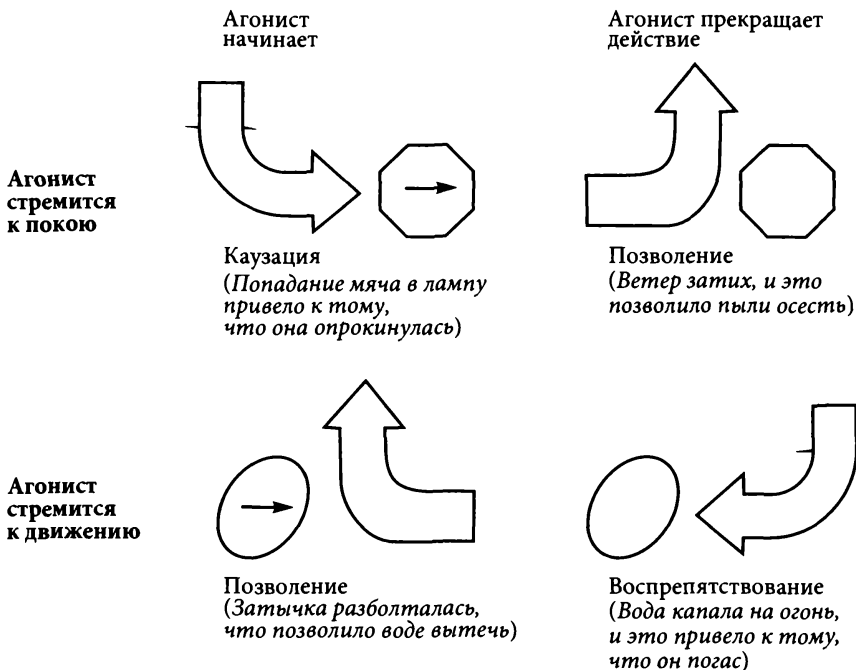 Агонист
начинает
Агонист прекращает
действие
Агонист
стремится
к покою
Каузация
(Попадание мяча в лампу
привело к тому,
что она опрокинулась)
Позволение
(Ветер затих, и это
позволило пыли осесть)
Агонист
стремится
к движению
Позволение
(Затычка разболталась,
что позволило воде вытечь)
Воспрепятствование
(Вода капала на огонь,
и это привело к тому,
что он погас)